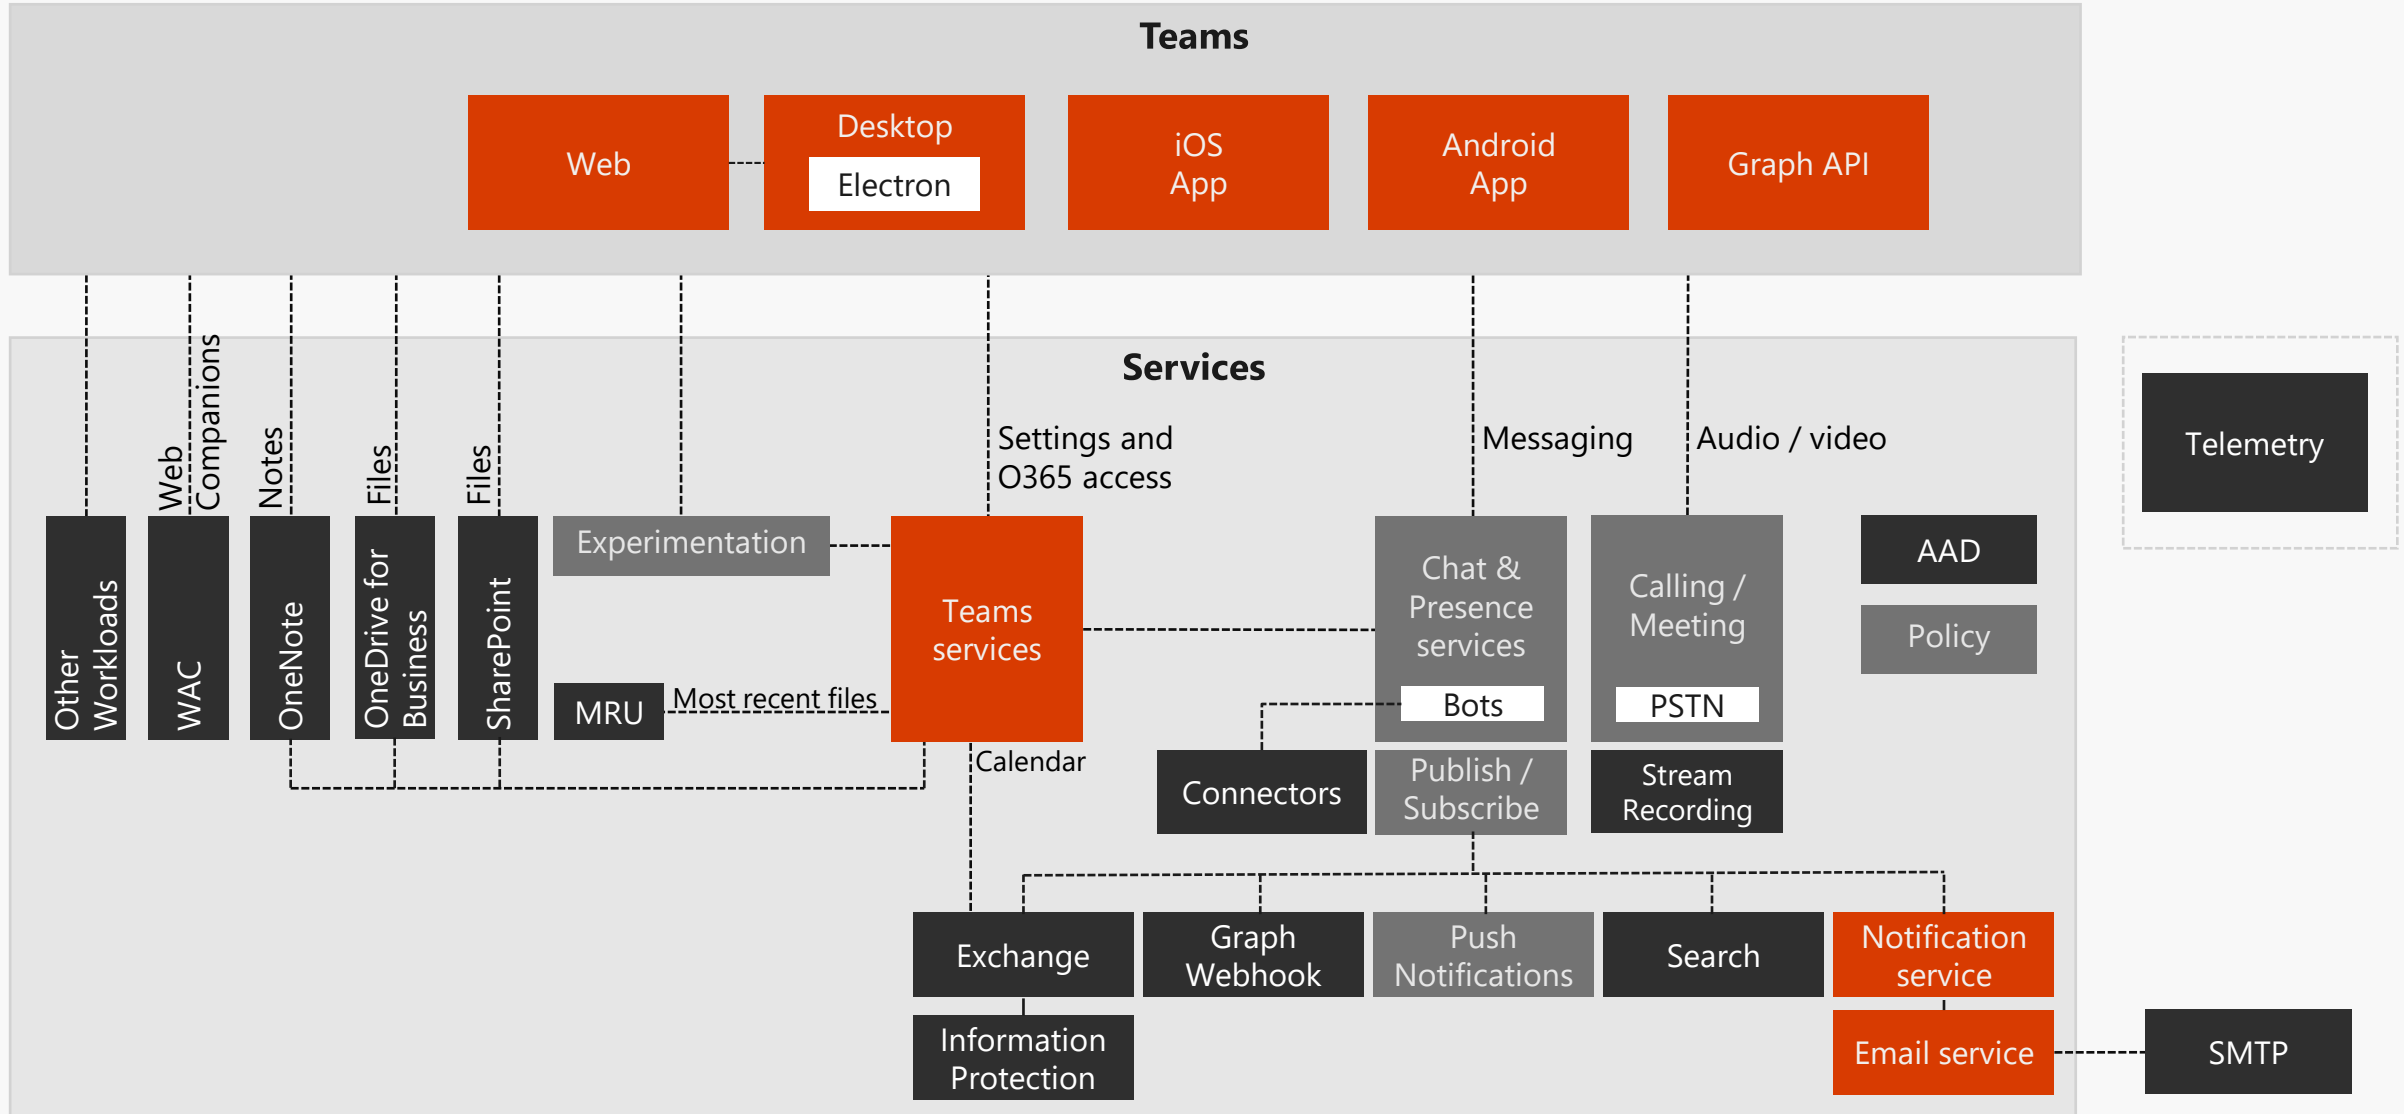 Teams
Web
Desktop
Electron
iOS
App
Android
App
Graph API
Services
Web
Companions
Notes
Files
Files
Settings and
O365 access
Messaging
Audio / video
Telemetry
Other
Workloads
WAC
OneNote
OneDrive for
Business
SharePoint
Experimentation
MRU
Most recent files
Teams
services
Calendar
Chat &
Presence
services
Bots
Calling /
Meeting
PSTN
AAD
Policy
Connectors
Publish /
Subscribe
Stream
Recording
Exchange
Graph
Webhook
Push
Notifications
Search
Notification
service
Information
Protection
Email service
SMTP